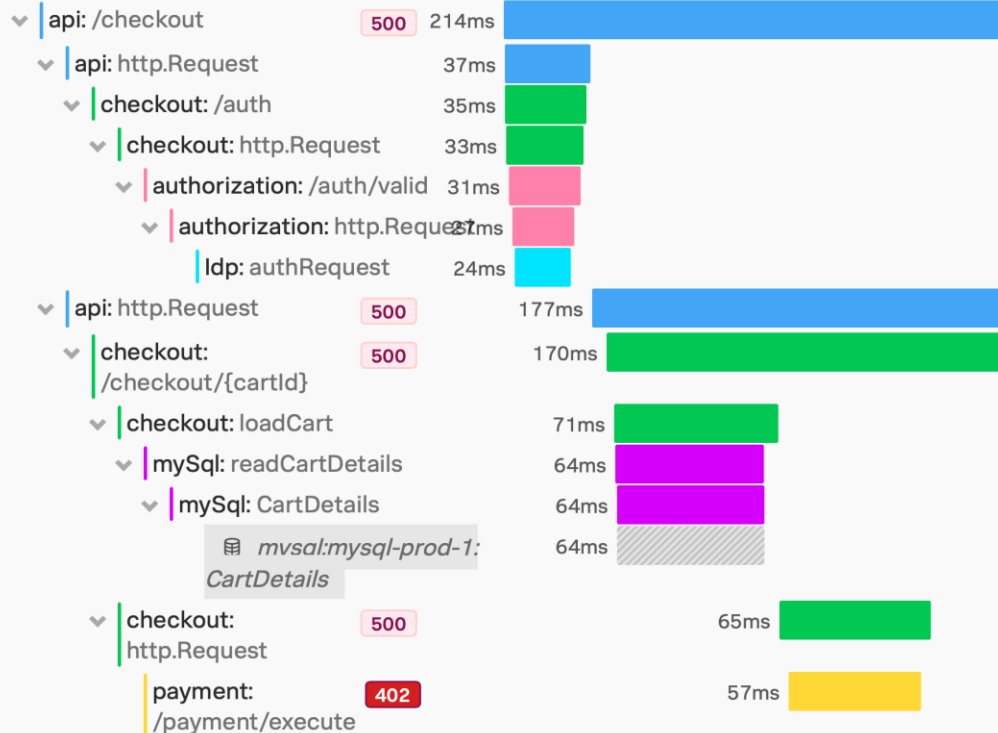 api: /checkout 500 214ms
api: http.Request 37ms
checkout: /auth 35ms
checkout: http.Request 33ms
authorization: /auth/valid 31ms
authorization: http.Request 27ms
ldp: authRequest 24ms
api: http.Request 500 177ms
checkout: 500 170ms
/checkout/{cartId}
checkout: loadCart 71ms
mySql: readCartDetails 64ms
mySql: CartDetails 64ms
mysql:mysql-prod-1: 64ms
CartDetails
checkout: 500 65ms
http.Request
payment: 402 57ms
/payment/execute